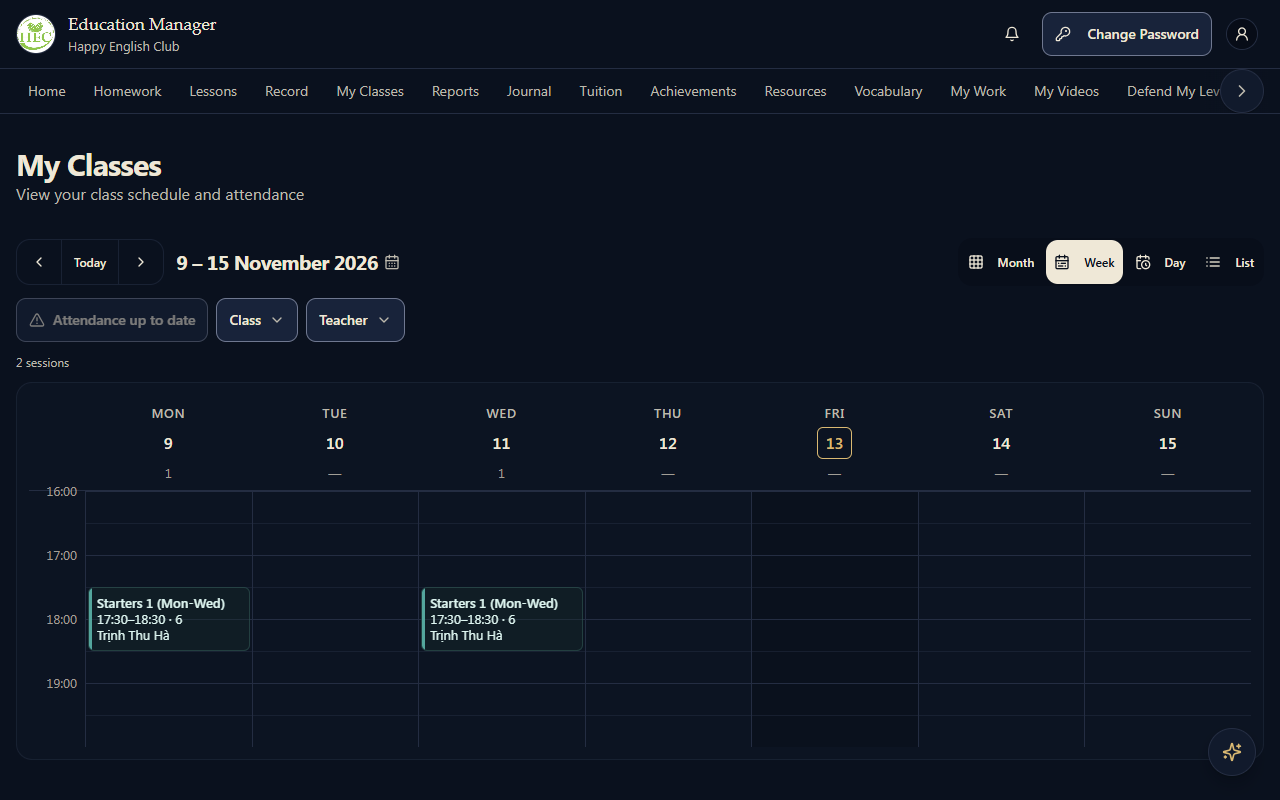 HEC
Education Manager
Happy English Club
Change Password
Home Homework Lessons Record My Classes Reports Journal Tuition Achievements Resources Vocabulary My Work My Videos Defend My Lev
My Classes
View your class schedule and attendance
Today 9 – 15 November 2026 Month Week Day List
Attendance up to date Class Teacher
2 sessions
MON TUE WED THU FRI SAT SUN
9 10 11 12 13 14 15
1 — 1 — — — —
16:00
17:00
18:00
19:00
Starters 1 (Mon-Wed)
17:30–18:30 · 6
Trịnh Thu Hà
Starters 1 (Mon-Wed)
17:30–18:30 · 6
Trịnh Thu Hà